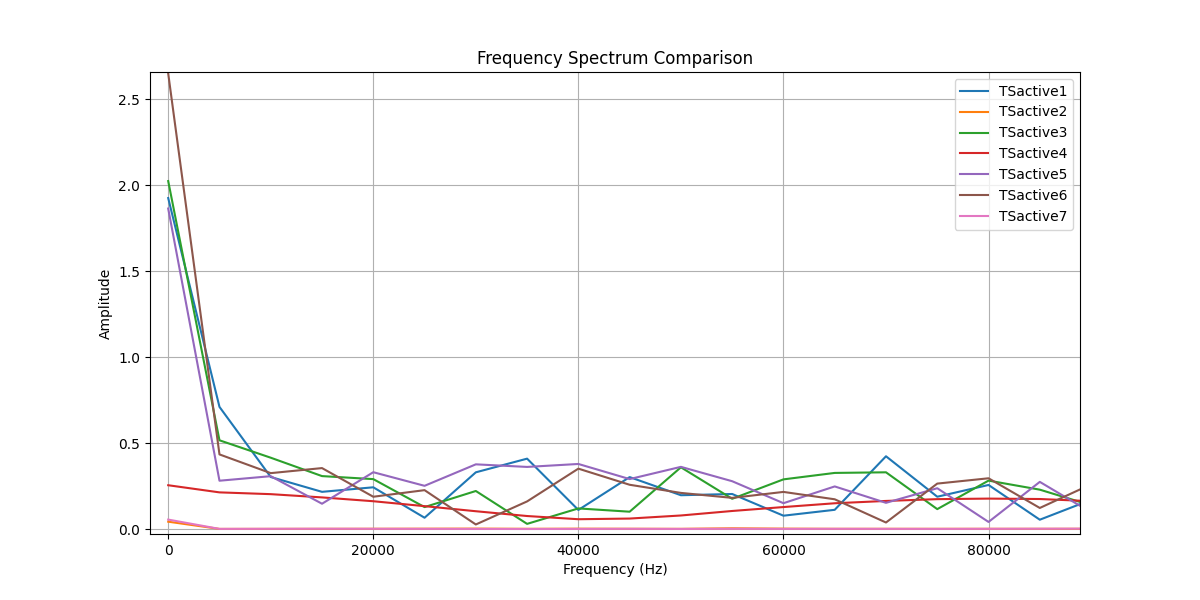 Frequency Spectrum Comparison
TSactive1
TSactive2
TSactive3
TSactive4
TSactive5
TSactive6
TSactive7
2.5
2.0
1.5
1.0
0.5
0.0
Amplitude
0 20000 40000 60000 80000
Frequency (Hz)